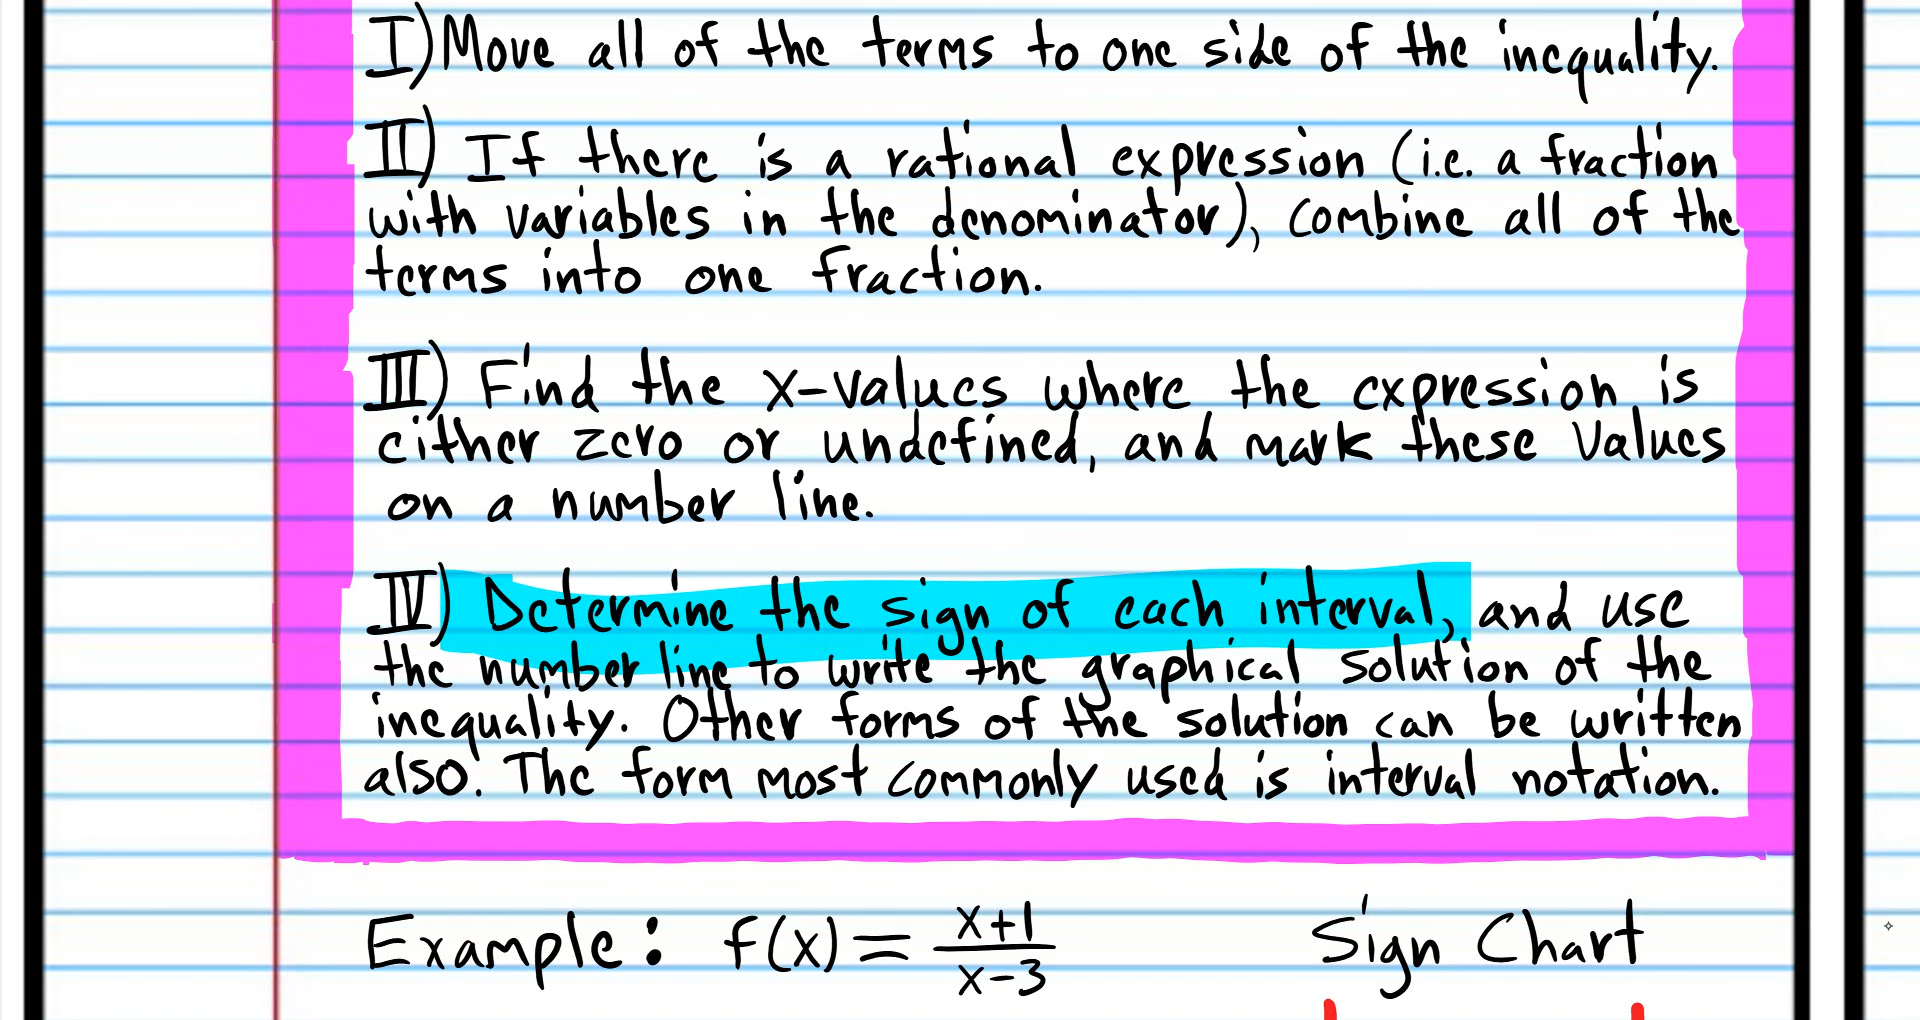 I) Move all of the terms to one side of the inequality.
II) If there is a rational expression (i.e. a fraction
with variables in the denominator), combine all of the
terms into one fraction.
III) Find the x-values where the expression is
either zero or undefined, and mark these values
on a number line.
IV) Determine the sign of each interval, and use
the number line to write the graphical solution of the
inequality. Other forms of the solution can be written
also. The form most commonly used is interval notation.
Example: f(x) = (x+1)/(x-3) Sign Chart